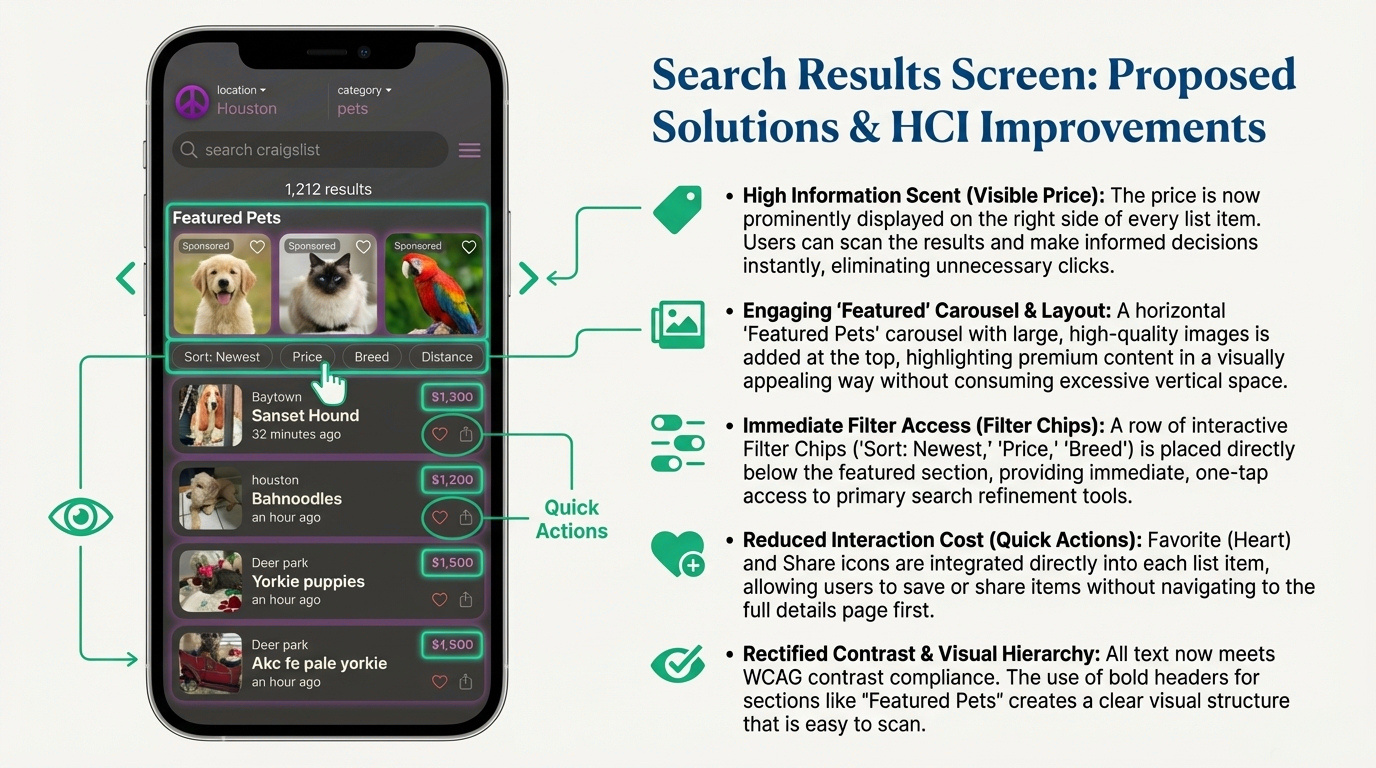 location ▾
Houston
category ▾
pets
search craigslist
1,212 results
Featured Pets
Sponsored
Sponsored
Sponsored
Sort: Newest
Price
Breed
Distance
Baytown
Sanset Hound
32 minutes ago
$1,300
houston
Bahnoodles
an hour ago
$1,200
Deer park
Yorkie puppies
an hour ago
$1,500
Deer park
Akc fe pale yorkie
an hour ago
$1,500
Quick
Actions
Search Results Screen: Proposed
Solutions & HCI Improvements
• High Information Scent (Visible Price): The price is now
prominently displayed on the right side of every list item.
Users can scan the results and make informed decisions
instantly, eliminating unnecessary clicks.
• Engaging ‘Featured’ Carousel & Layout: A horizontal
‘Featured Pets’ carousel with large, high-quality images is
added at the top, highlighting premium content in a visually
appealing way without consuming excessive vertical space.
• Immediate Filter Access (Filter Chips): A row of interactive
Filter Chips ('Sort: Newest,' 'Price,' 'Breed') is placed directly
below the featured section, providing immediate, one-tap
access to primary search refinement tools.
• Reduced Interaction Cost (Quick Actions): Favorite (Heart)
and Share icons are integrated directly into each list item,
allowing users to save or share items without navigating to the
full details page first.
• Rectified Contrast & Visual Hierarchy: All text now meets
WCAG contrast compliance. The use of bold headers for
sections like "Featured Pets" creates a clear visual structure
that is easy to scan.